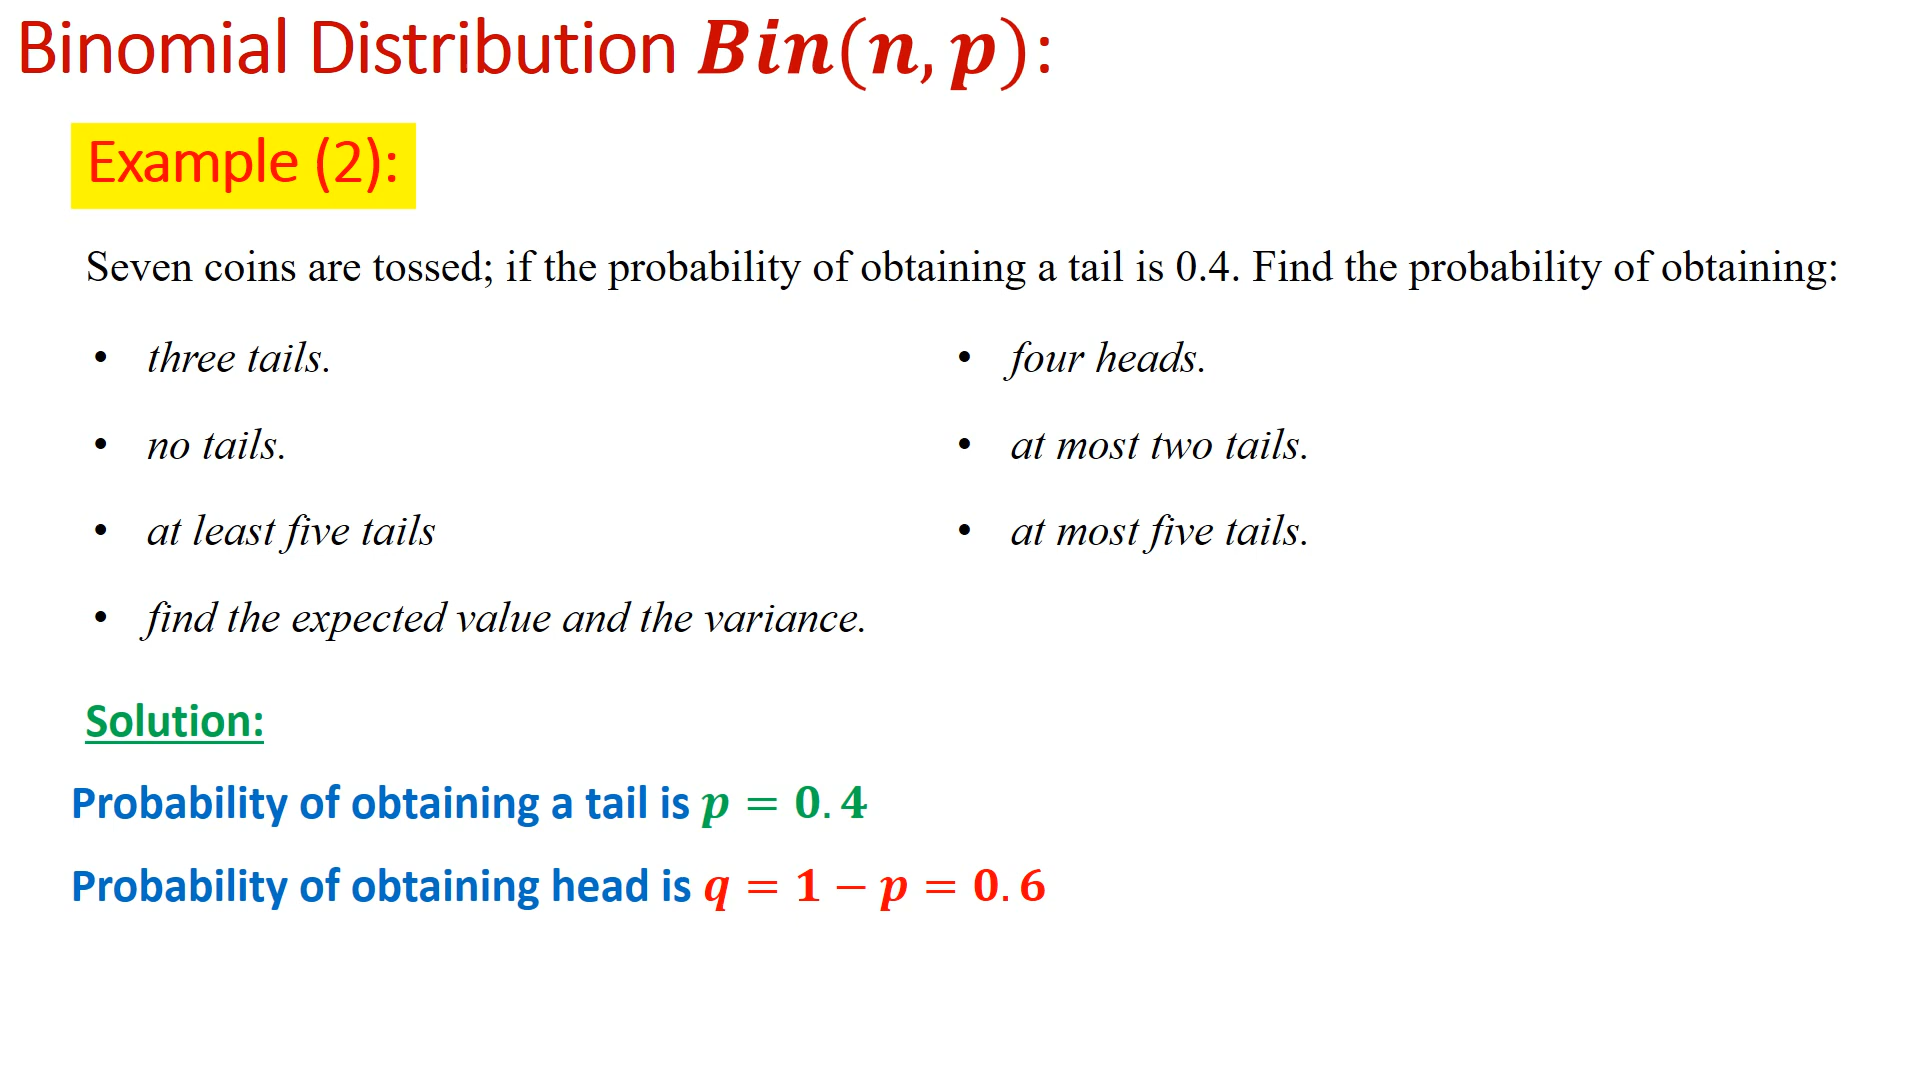 Binomial Distribution Bin(n, p):
Example (2):
Seven coins are tossed; if the probability of obtaining a tail is 0.4. Find the probability of obtaining:
• three tails.
• four heads.
• no tails.
• at most two tails.
• at least five tails
• at most five tails.
• find the expected value and the variance.
Solution:
Probability of obtaining a tail is p = 0.4
Probability of obtaining head is q = 1 − p = 0.6